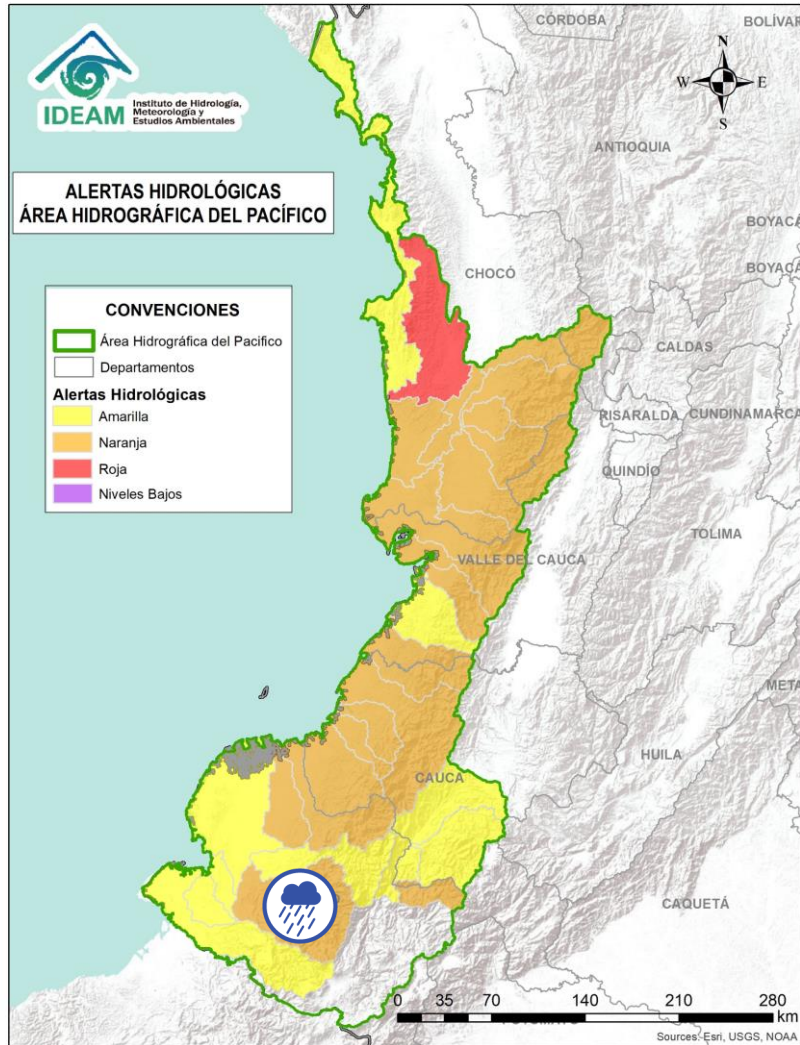 IDEAM
Instituto de Hidrología,
Meteorología y
Estudios Ambientales
ALERTAS HIDROLÓGICAS
ÁREA HIDROGRÁFICA DEL PACÍFICO
CONVENCIONES
Área Hidrográfica del Pacifico
Departamentos
Alertas Hidrológicas
Amarilla
Naranja
Roja
Niveles Bajos
CÓRDOBA
BOLÍVAR
N
W E
S
ANTIOQUIA
BOYACÁ
CHOCÓ
BOYACÁ
CALDAS
RISARALDA
CUNDINAMARCA
QUINDÍO
TOLIMA
VALLE DEL CAUCA
META
HUILA
CAUCA
CAQUETÁ
0 35 70 140 210 280
km
Sources: Esri, USGS, NOAA